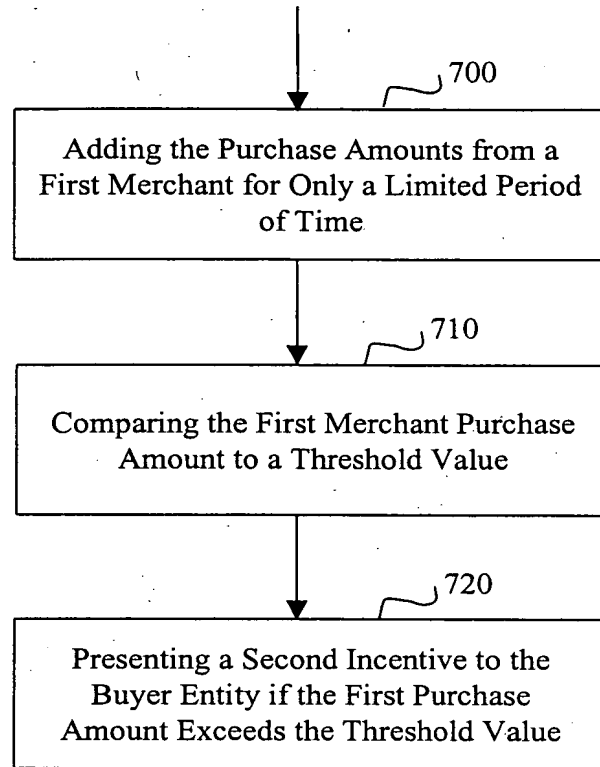 700
Adding the Purchase Amounts from a
First Merchant for Only a Limited Period
of Time
710
Comparing the First Merchant Purchase
Amount to a Threshold Value
720
Presenting a Second Incentive to the
Buyer Entity if the First Purchase
Amount Exceeds the Threshold Value